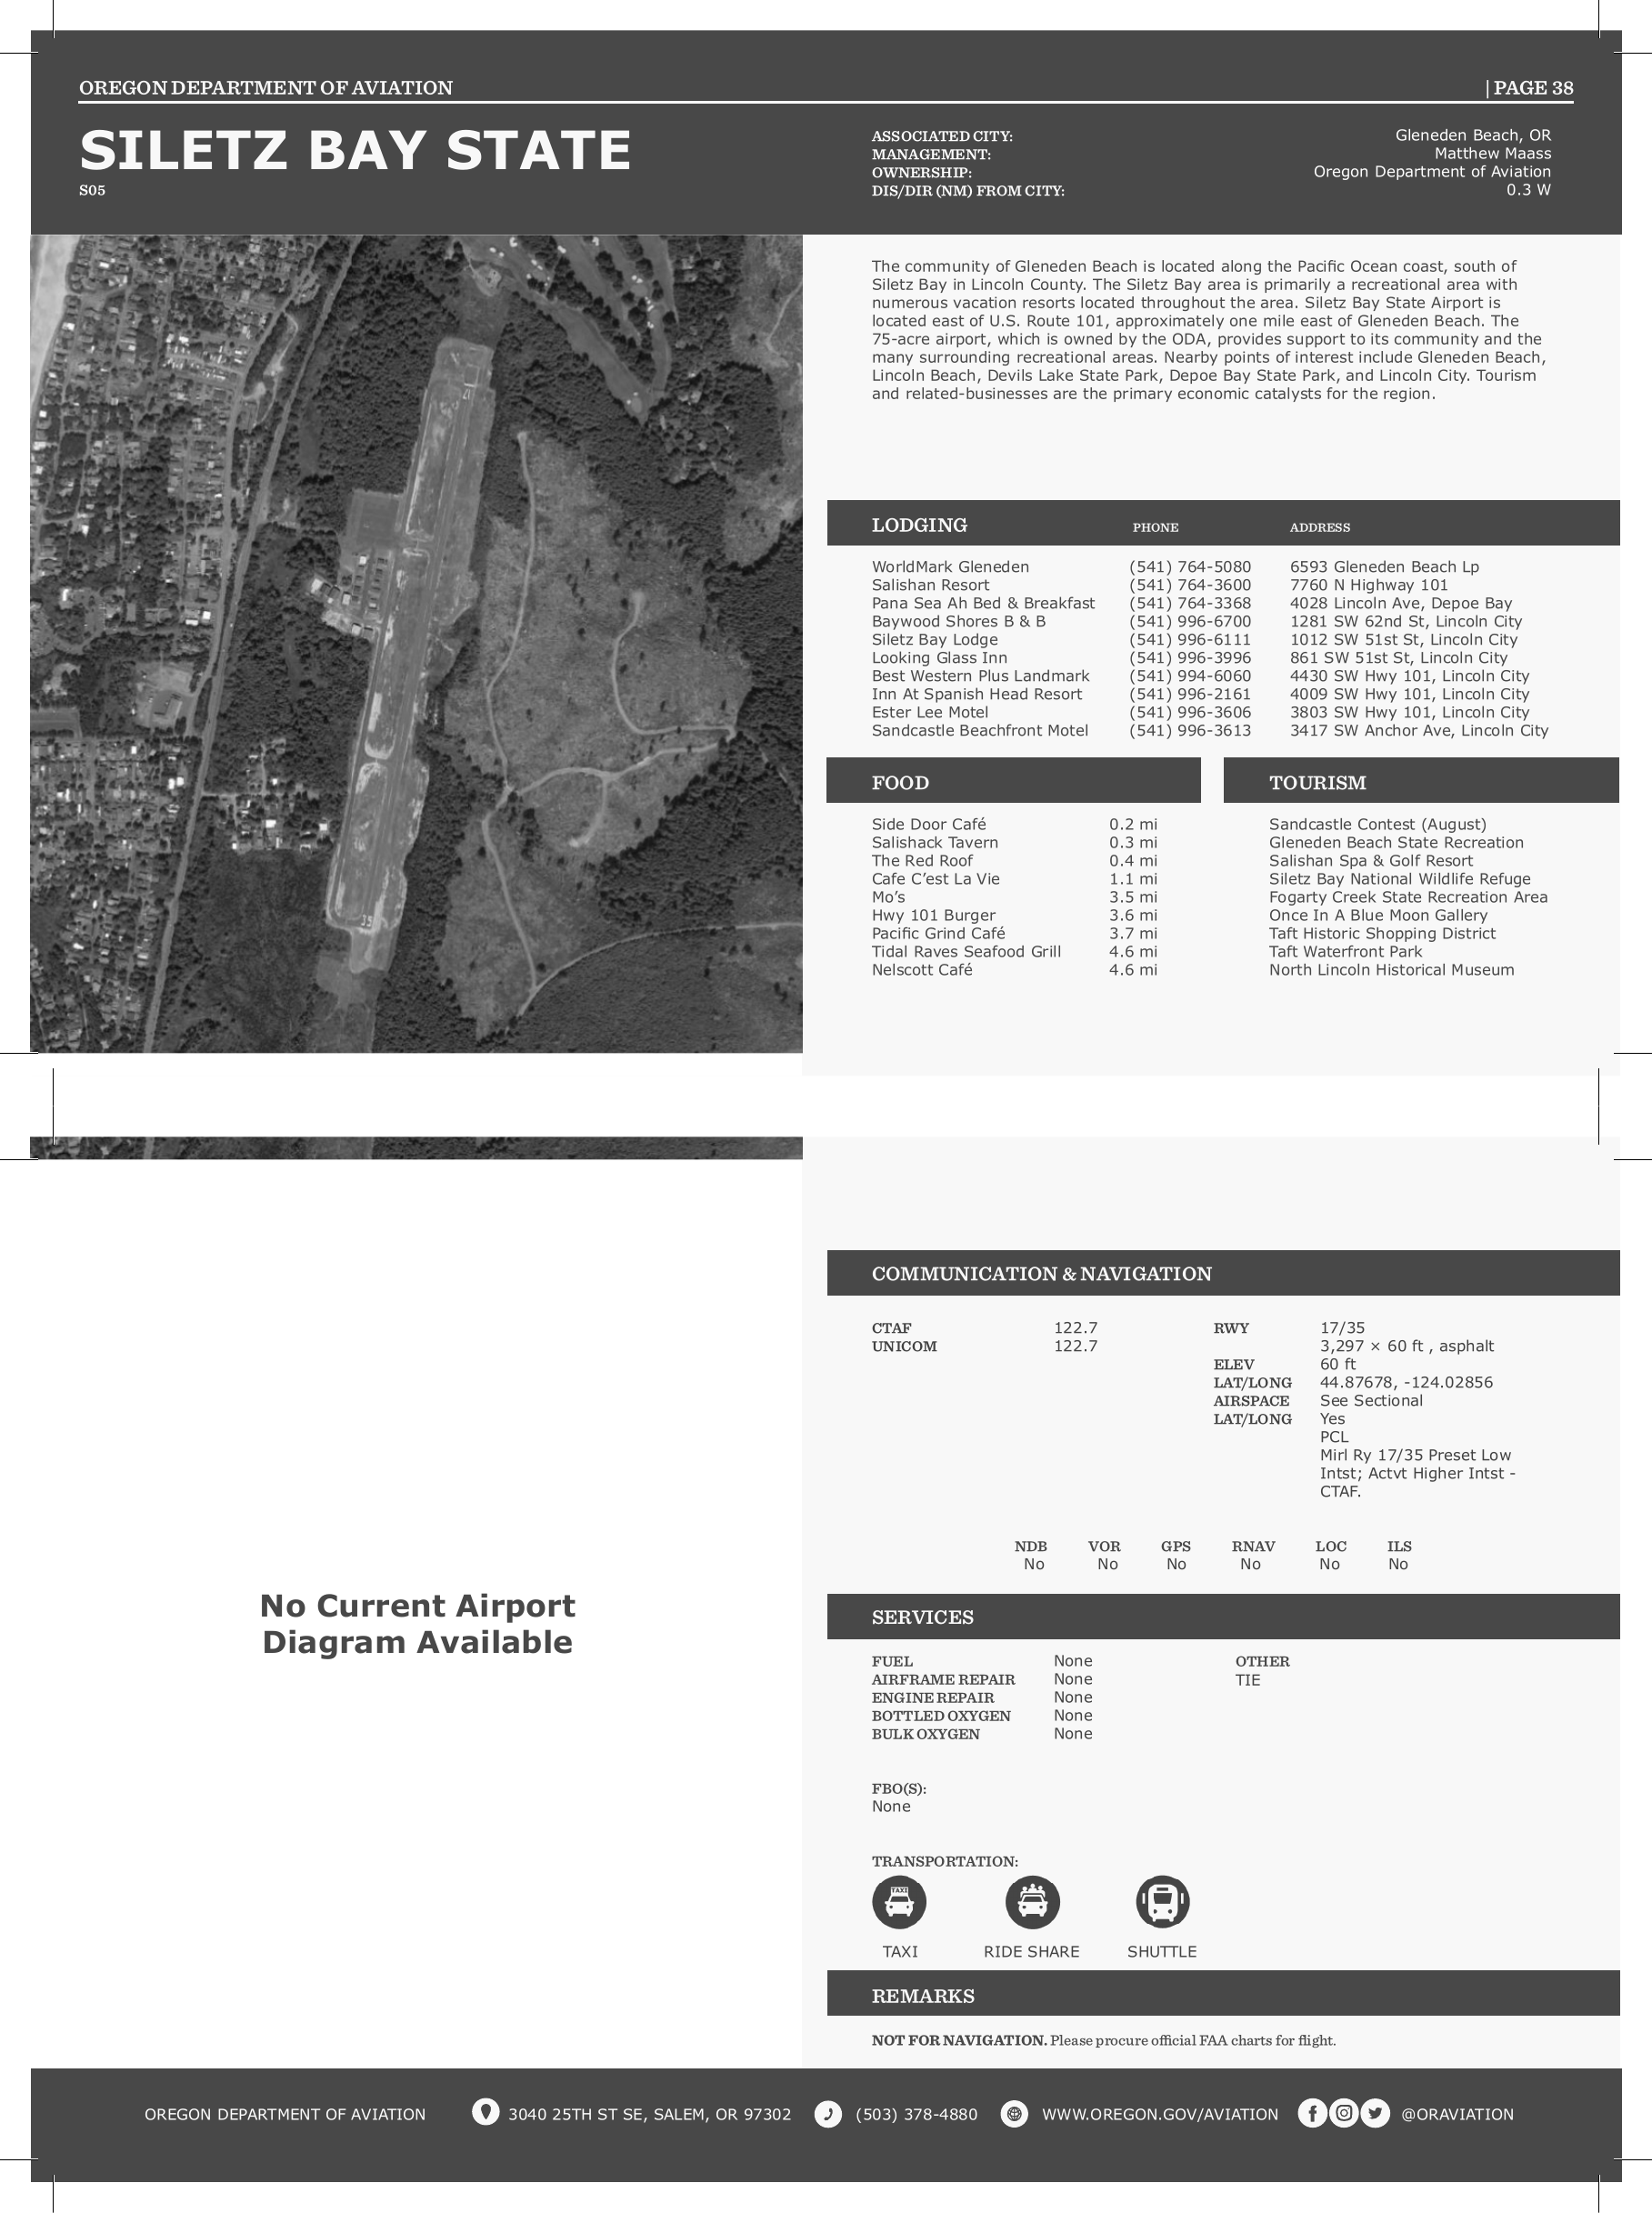 OREGON DEPARTMENT OF AVIATION
| PAGE 38
SILETZ BAY STATE
S05
ASSOCIATED CITY: Gleneden Beach, OR
MANAGEMENT: Matthew Maass
OWNERSHIP: Oregon Department of Aviation
DIS/DIR (NM) FROM CITY: 0.3 W
The community of Gleneden Beach is located along the Pacific Ocean coast, south of
Siletz Bay in Lincoln County. The Siletz Bay area is primarily a recreational area with
numerous vacation resorts located throughout the area. Siletz Bay State Airport is
located east of U.S. Route 101, approximately one mile east of Gleneden Beach. The
75-acre airport, which is owned by the ODA, provides support to its community and the
many surrounding recreational areas. Nearby points of interest include Gleneden Beach,
Lincoln Beach, Devils Lake State Park, Depoe Bay State Park, and Lincoln City. Tourism
and related-businesses are the primary economic catalysts for the region.
LODGING PHONE ADDRESS
WorldMark Gleneden (541) 764-5080 6593 Gleneden Beach Lp
Salishan Resort (541) 764-3600 7760 N Highway 101
Pana Sea Ah Bed & Breakfast (541) 764-3368 4028 Lincoln Ave, Depoe Bay
Baywood Shores B & B (541) 996-6700 1281 SW 62nd St, Lincoln City
Siletz Bay Lodge (541) 996-6111 1012 SW 51st St, Lincoln City
Looking Glass Inn (541) 996-3996 861 SW 51st St, Lincoln City
Best Western Plus Landmark (541) 994-6060 4430 SW Hwy 101, Lincoln City
Inn At Spanish Head Resort (541) 996-2161 4009 SW Hwy 101, Lincoln City
Ester Lee Motel (541) 996-3606 3803 SW Hwy 101, Lincoln City
Sandcastle Beachfront Motel (541) 996-3613 3417 SW Anchor Ave, Lincoln City
FOOD
Side Door Café 0.2 mi
Salishack Tavern 0.3 mi
The Red Roof 0.4 mi
Cafe C’est La Vie 1.1 mi
Mo’s 3.5 mi
Hwy 101 Burger 3.6 mi
Pacific Grind Café 3.7 mi
Tidal Raves Seafood Grill 4.6 mi
Nelscott Café 4.6 mi
TOURISM
Sandcastle Contest (August)
Gleneden Beach State Recreation
Salishan Spa & Golf Resort
Siletz Bay National Wildlife Refuge
Fogarty Creek State Recreation Area
Once In A Blue Moon Gallery
Taft Historic Shopping District
Taft Waterfront Park
North Lincoln Historical Museum
17
35
No Current Airport
Diagram Available
COMMUNICATION & NAVIGATION
CTAF 122.7
UNICOM 122.7
RWY 17/35
3,297 × 60 ft , asphalt
ELEV 60 ft
LAT/LONG 44.87678, -124.02856
AIRSPACE See Sectional
LAT/LONG Yes
PCL
Mirl Ry 17/35 Preset Low
Intst; Actvt Higher Intst -
CTAF.
NDB VOR GPS RNAV LOC ILS
No No No No No No
SERVICES
FUEL None
AIRFRAME REPAIR None
ENGINE REPAIR None
BOTTLED OXYGEN None
BULK OXYGEN None
OTHER
TIE
FBO(S):
None
TRANSPORTATION:
TAXI
TAXI RIDE SHARE SHUTTLE
REMARKS
NOT FOR NAVIGATION. Please procure official FAA charts for flight.
OREGON DEPARTMENT OF AVIATION 3040 25TH ST SE, SALEM, OR 97302 (503) 378-4880 WWW.OREGON.GOV/AVIATION @ORAVIATION